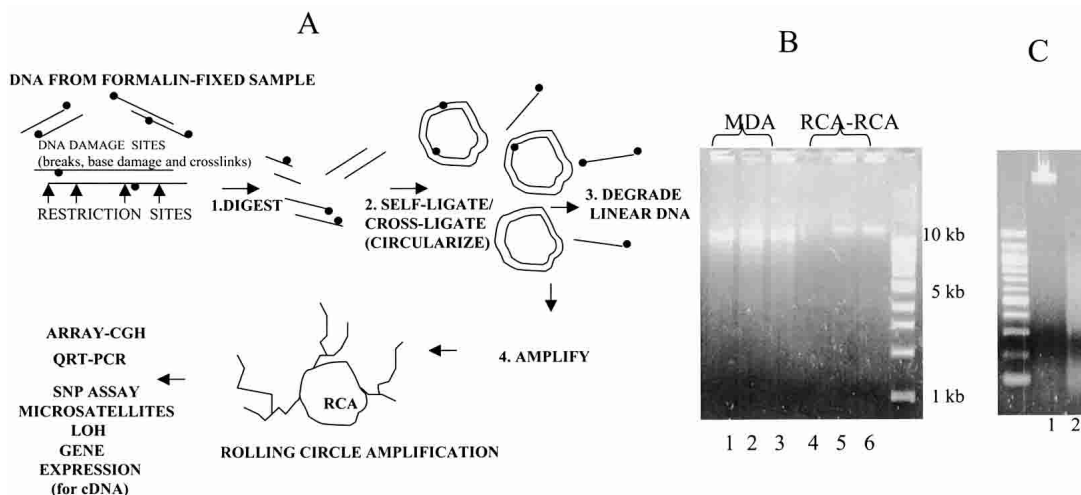 A
DNA FROM FORMALIN-FIXED SAMPLE
DNA DAMAGE SITES
(breaks, base damage and crosslinks)
RESTRICTION SITES
1.DIGEST
2. SELF-LIGATE/
CROSS-LIGATE
(CIRCULARIZE)
3. DEGRADE
LINEAR DNA
4. AMPLIFY
RCA
ROLLING CIRCLE AMPLIFICATION
ARRAY-CGH
QRT-PCR
SNP ASSAY
MICROSATELLITES
LOH
GENE
EXPRESSION
(for cDNA)
B
MDA RCA-RCA
10 kb
5 kb
1 kb
1 2 3 4 5 6
C
1 2